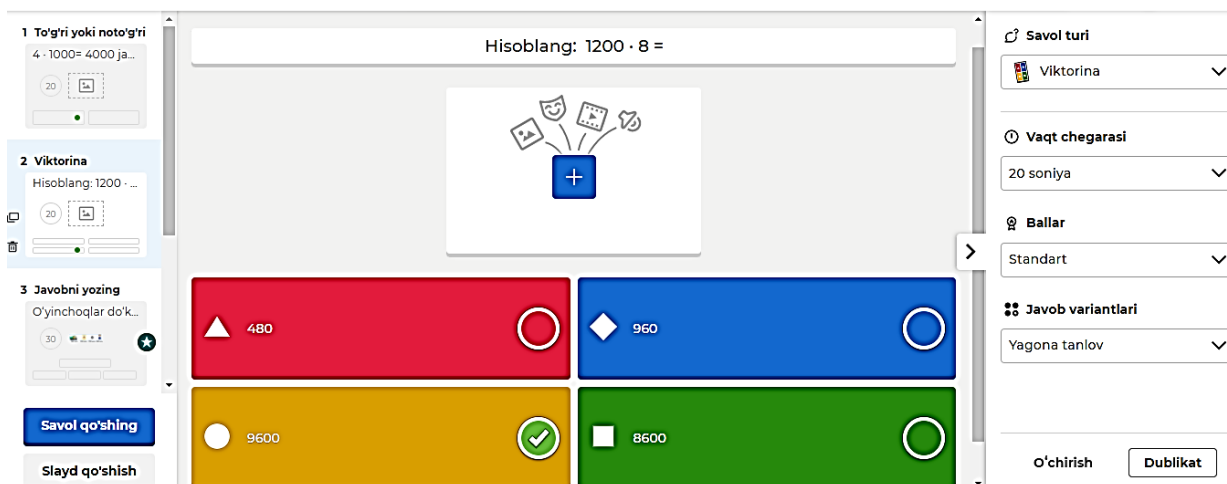 1 To'g'ri yoki noto'g'ri
4 · 1000= 4000 ja...
20
2 Viktorina
Hisoblang: 1200 · ...
20
3 Javobni yozing
O'yinchoqlar do'k...
30
Savol qo'shing
Slayd qo'shish
Hisoblang: 1200 · 8 =
480
960
9600
8600
Savol turi
Viktorina
Vaqt chegarasi
20 soniya
Ballar
Standart
Javob variantlari
Yagona tanlov
Oʻchirish
Dublikat